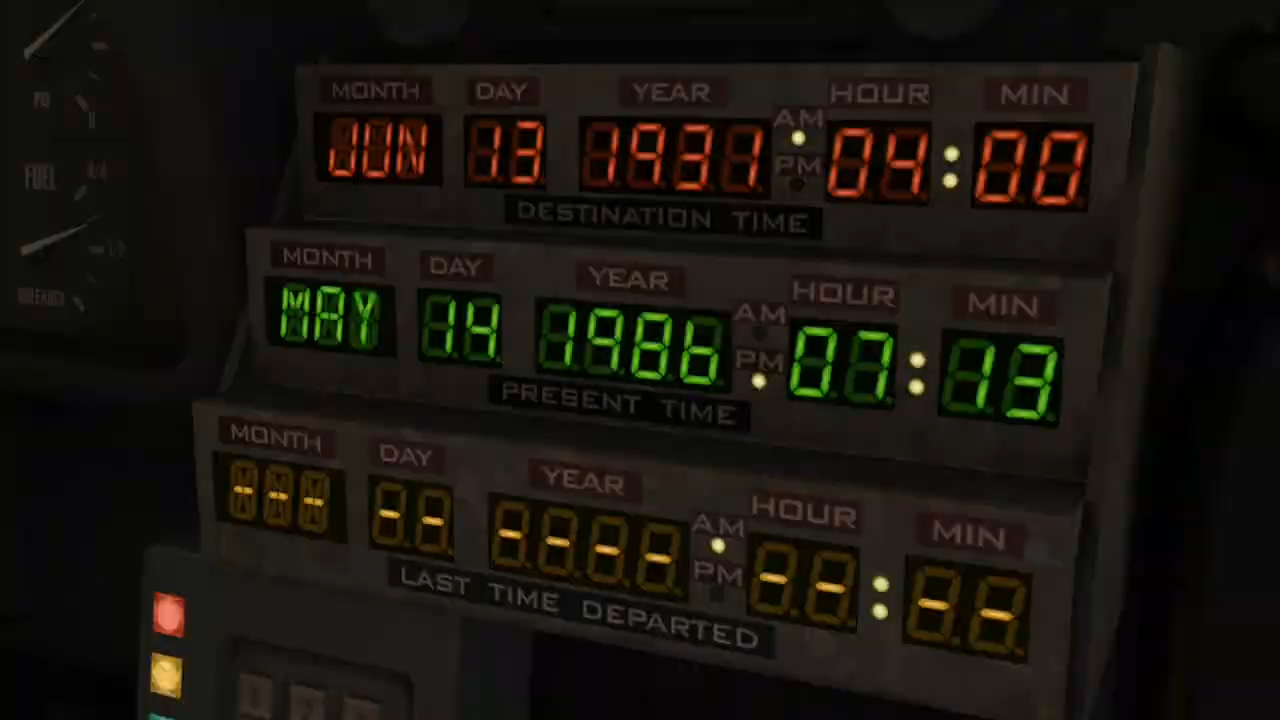 MONTH DAY YEAR HOUR MIN
AM
JUN 13 1931 04:00
PM
DESTINATION TIME
MONTH DAY YEAR HOUR MIN
AM
MAY 14 1986 07:13
PM
PRESENT TIME
MONTH DAY YEAR HOUR MIN
AM
--- -- ---- --:--
PM
LAST TIME DEPARTED
FUEL
1/2